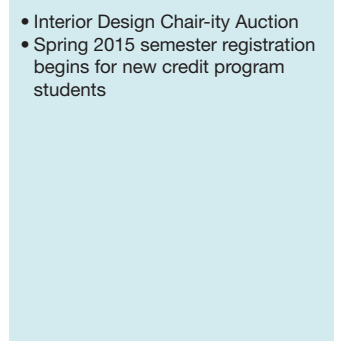 • Interior Design Chair-ity Auction
• Spring 2015 semester registration
begins for new credit program
students